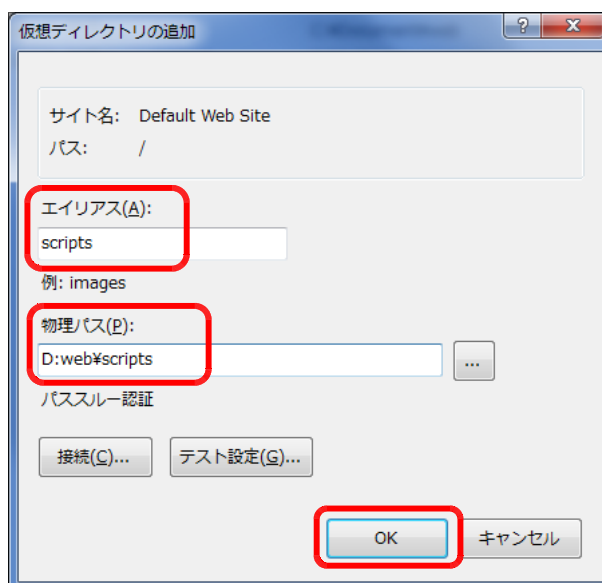 仮想ディレクトリの追加
サイト名: Default Web Site
パス: /
エイリアス(A):
scripts
例: images
物理パス(P):
D:web¥scripts
...
パススルー認証
接続(C)... テスト設定(G)...
OK キャンセル